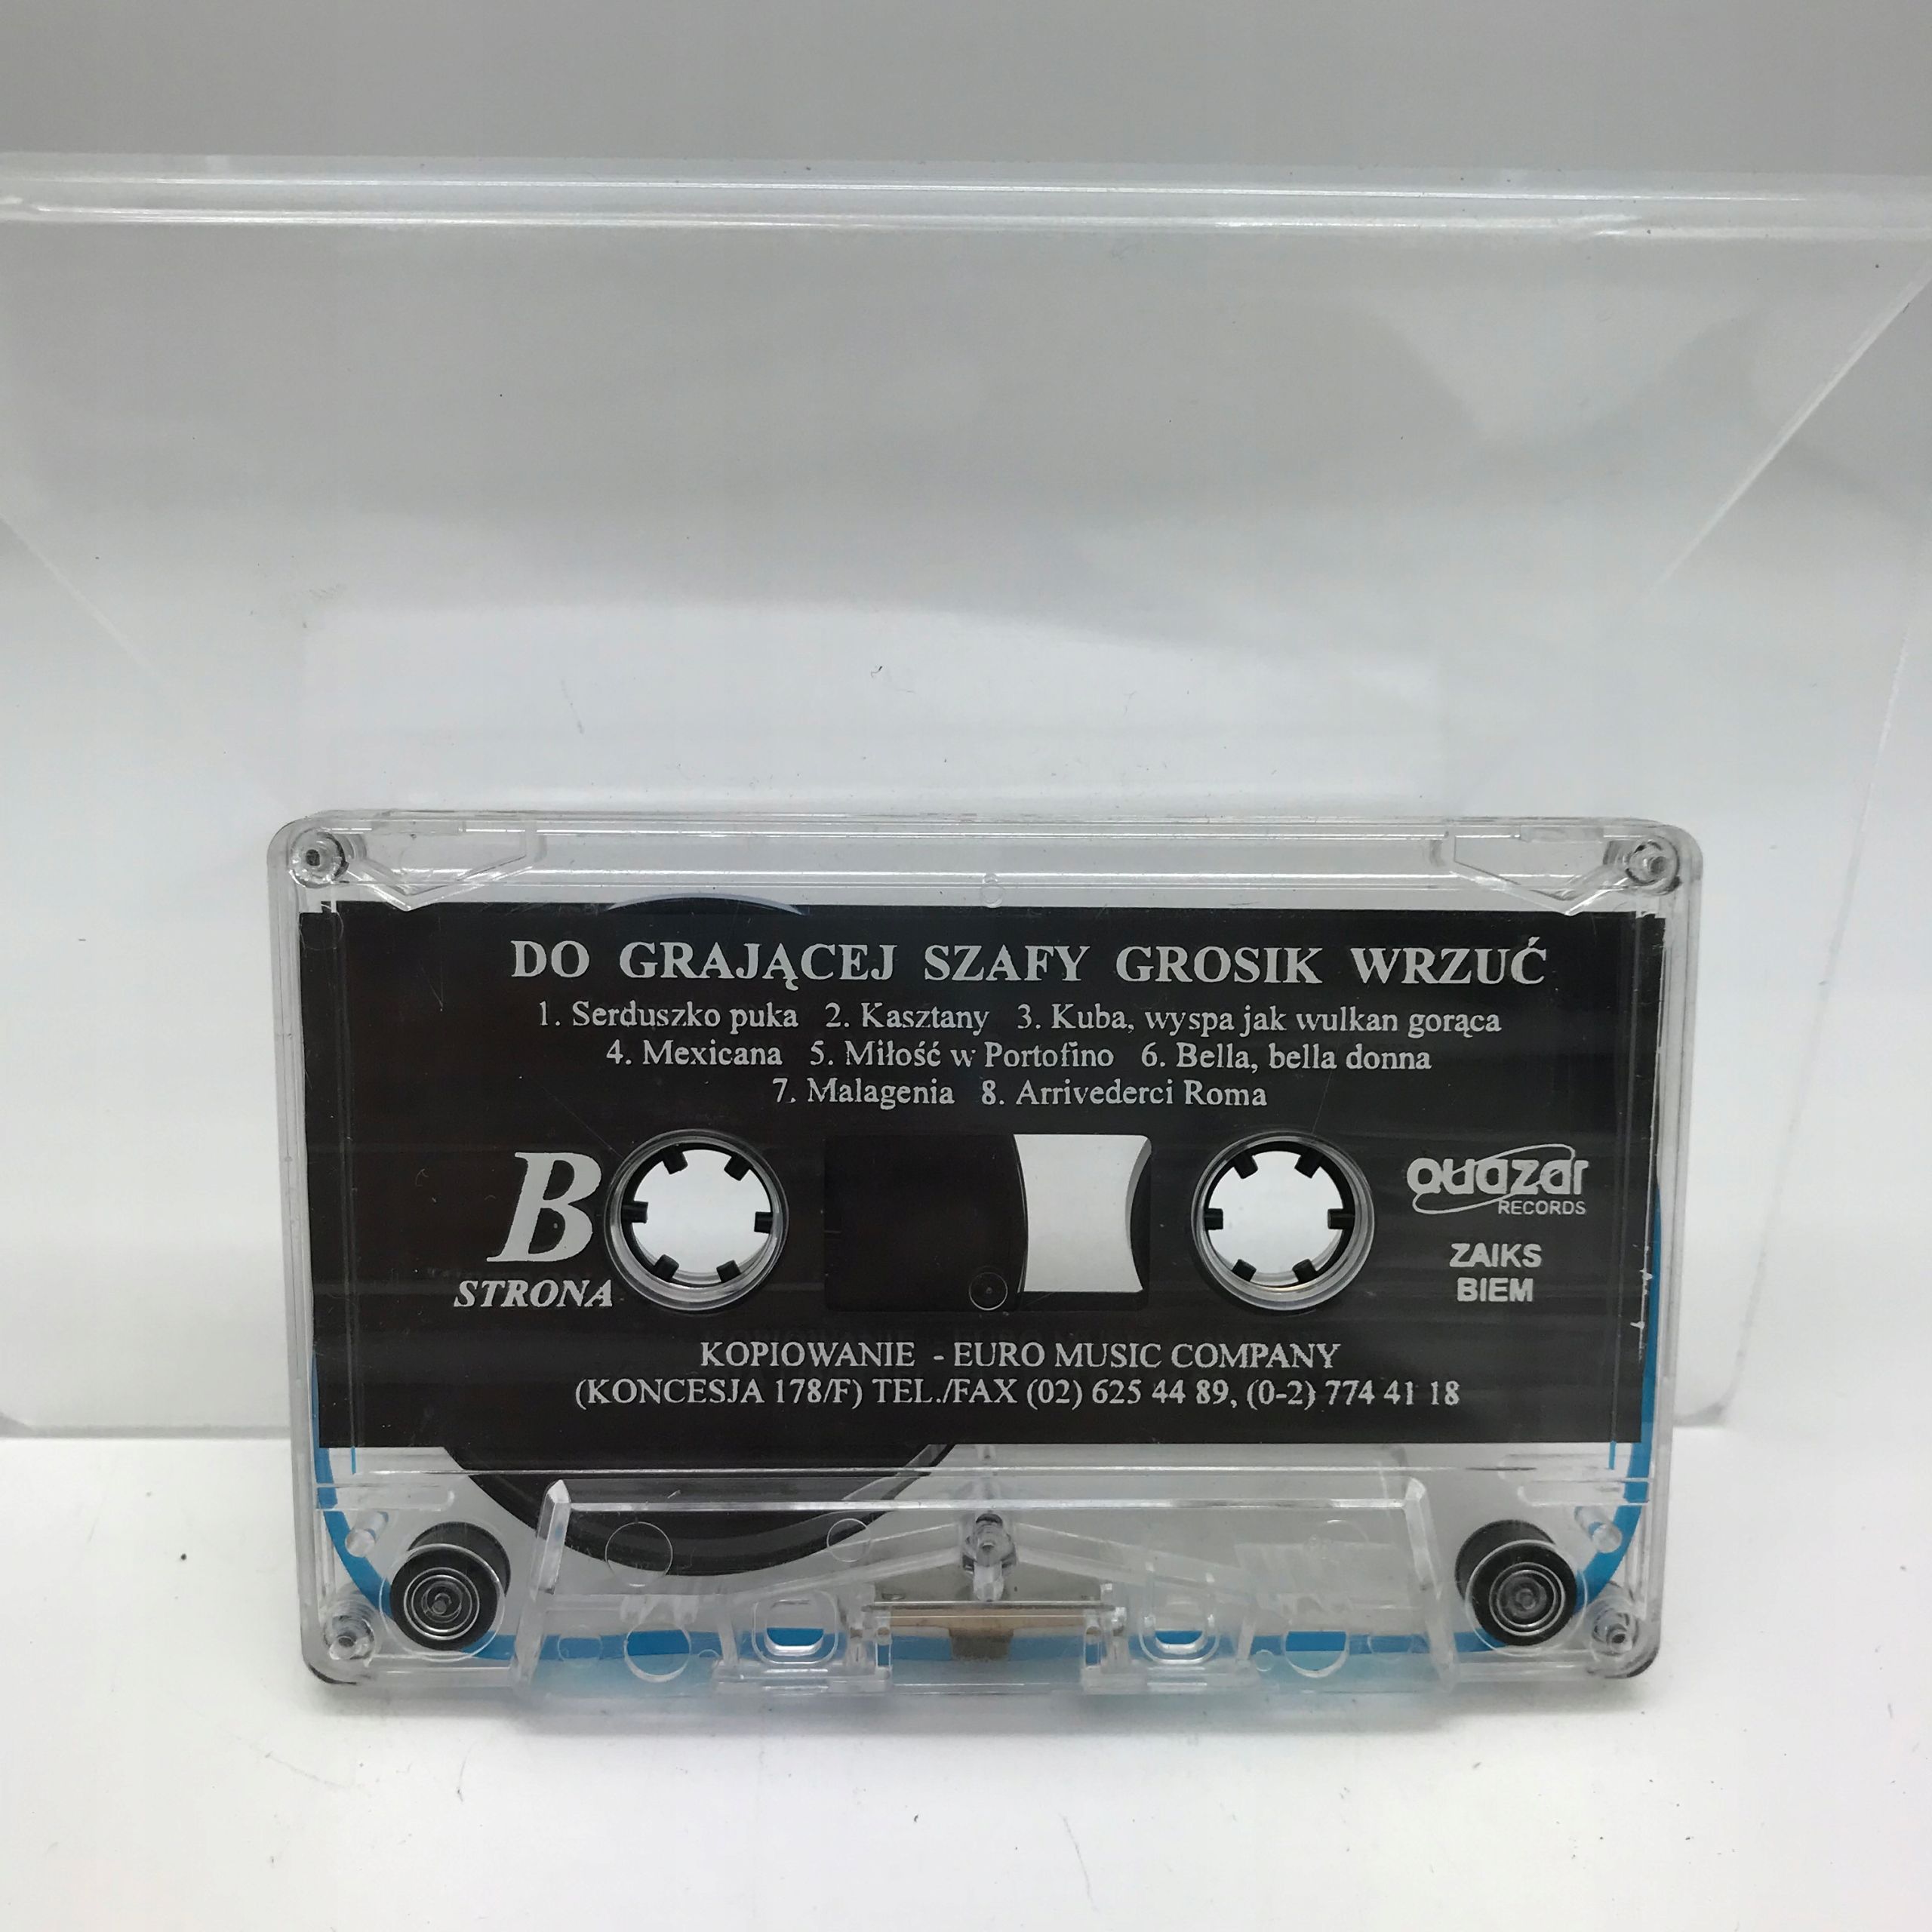 DO GRAJĄCEJ SZAFY GROSIK WRZUĆ
1. Serduszko puka 2. Kasztany 3. Kuba, wyspa jak wulkan gorąca
4. Mexicana 5. Miłość w Portofino 6. Bella, bella donna
7. Malagenia 8. Arrivederci Roma
B
STRONA
quazar
RECORDS
ZAIKS
BIEM
KOPIOWANIE - EURO MUSIC COMPANY
(KONCESJA 178/F) TEL./FAX (02) 625 44 89, (0-2) 774 41 18